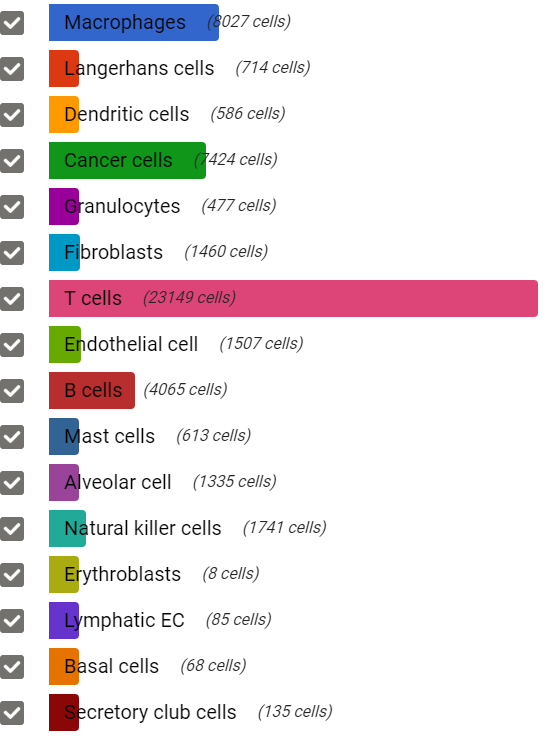 Macrophages (8027 cells)
Langerhans cells (714 cells)
Dendritic cells (586 cells)
Cancer cells (7424 cells)
Granulocytes (477 cells)
Fibroblasts (1460 cells)
T cells (23149 cells)
Endothelial cell (1507 cells)
B cells (4065 cells)
Mast cells (613 cells)
Alveolar cell (1335 cells)
Natural killer cells (1741 cells)
Erythroblasts (8 cells)
Lymphatic EC (85 cells)
Basal cells (68 cells)
Secretory club cells (135 cells)